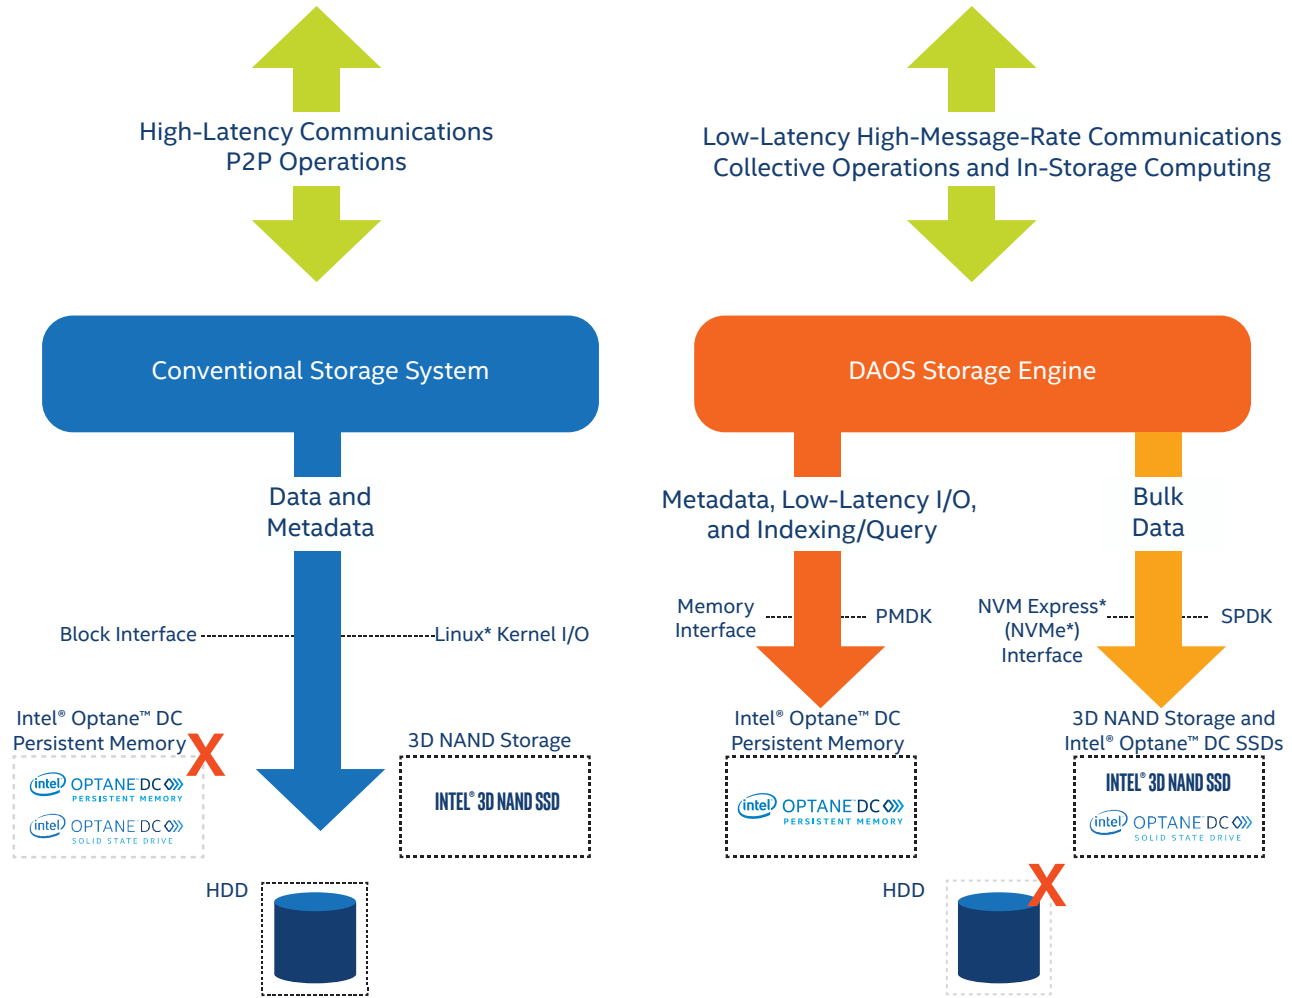 High-Latency Communications
P2P Operations
Low-Latency High-Message-Rate Communications
Collective Operations and In-Storage Computing
Conventional Storage System
DAOS Storage Engine
Data and
Metadata
Metadata, Low-Latency I/O,
and Indexing/Query
Bulk
Data
Block Interface
Linux* Kernel I/O
Memory
Interface
PMDK
NVM Express*
(NVMe*)
Interface
SPDK
Intel® Optane™ DC
Persistent Memory
X
intel OPTANE™ DC
PERSISTENT MEMORY
intel OPTANE™ DC
SOLID STATE DRIVE
3D NAND Storage
INTEL® 3D NAND SSD
HDD
Intel® Optane™ DC
Persistent Memory
intel OPTANE™ DC
PERSISTENT MEMORY
3D NAND Storage and
Intel® Optane™ DC SSDs
INTEL® 3D NAND SSD
intel OPTANE™ DC
SOLID STATE DRIVE
HDD
X